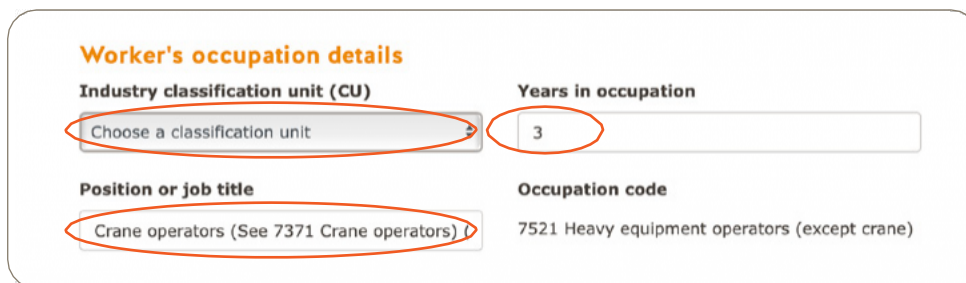 Worker's occupation details
Industry classification unit (CU)
Years in occupation
Choose a classification unit
3
Position or job title
Occupation code
Crane operators (See 7371 Crane operators) (
7521 Heavy equipment operators (except crane)